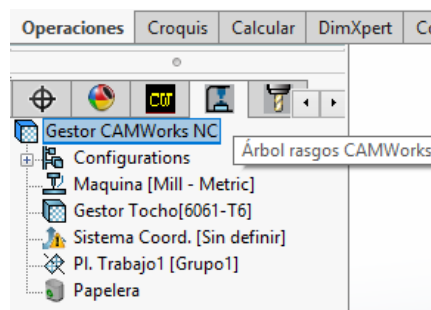 Operaciones Croquis Calcular DimXpert
CW
Gestor CAMWorks NC
Árbol rasgos CAMWorks
Configurations
Maquina [Mill - Metric]
Gestor Tocho[6061-T6]
Sistema Coord. [Sin definir]
Pl. Trabajo1 [Grupo1]
Papelera